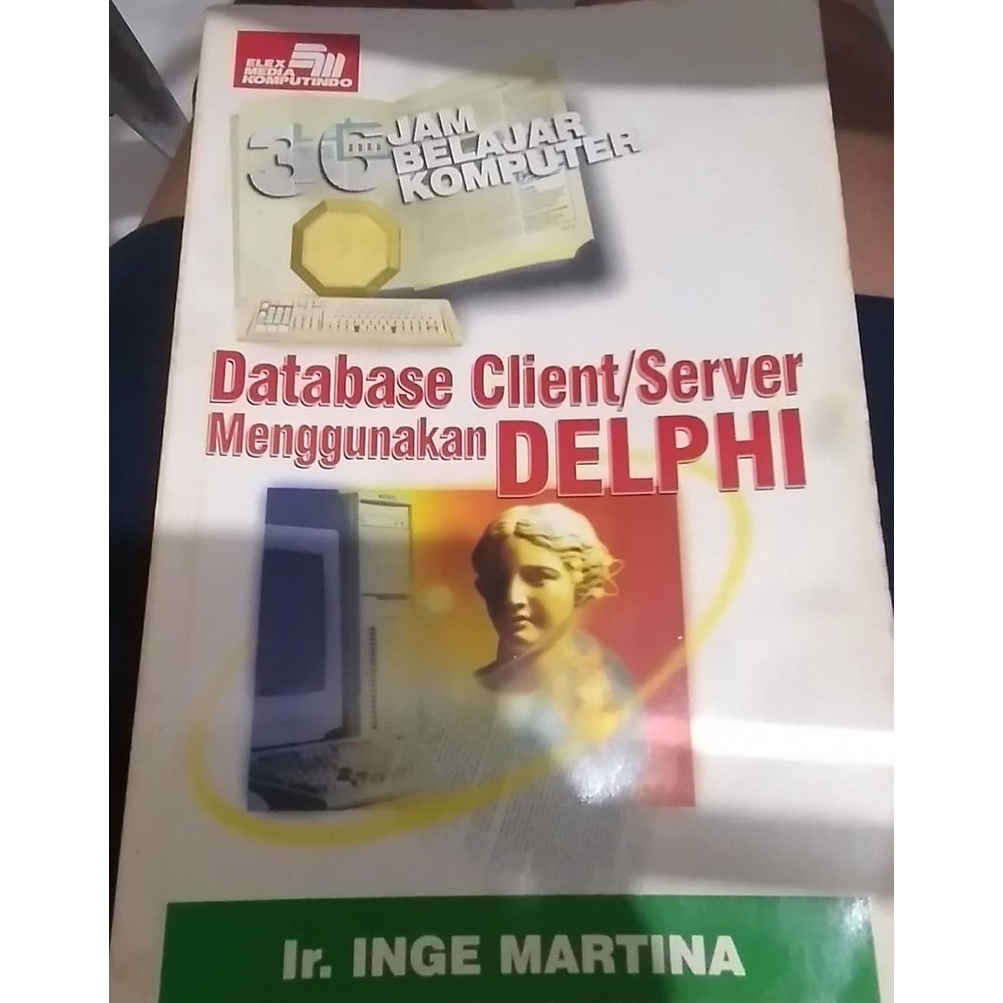 ELEX
MEDIA
KOMPUTINDO
36 JAM
BELAJAR
KOMPUTER
Database Client/Server
Menggunakan DELPHI
Ir. INGE MARTINA